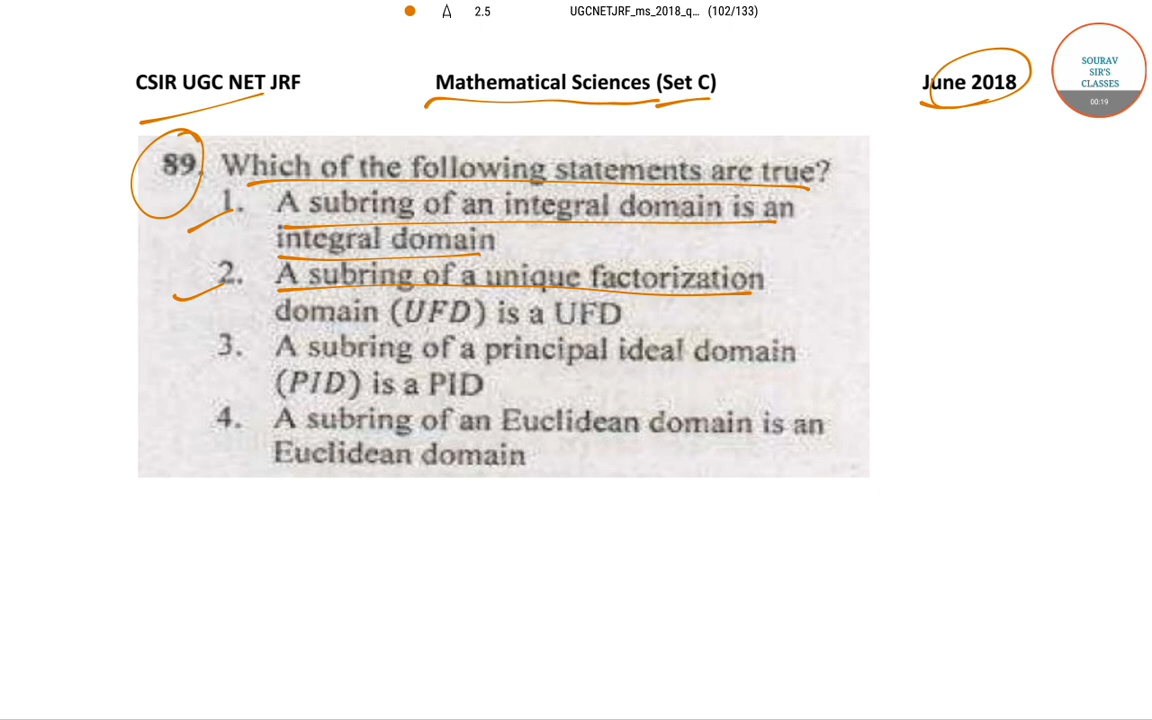 2.5 UGCNETJRF_ms_2018_q... (102/133)
CSIR UGC NET JRF Mathematical Sciences (Set C) June 2018
SOURAV
SIR'S
CLASSES
00:19
89. Which of the following statements are true?
1. A subring of an integral domain is an
integral domain
2. A subring of a unique factorization
domain (UFD) is a UFD
3. A subring of a principal ideal domain
(PID) is a PID
4. A subring of an Euclidean domain is an
Euclidean domain